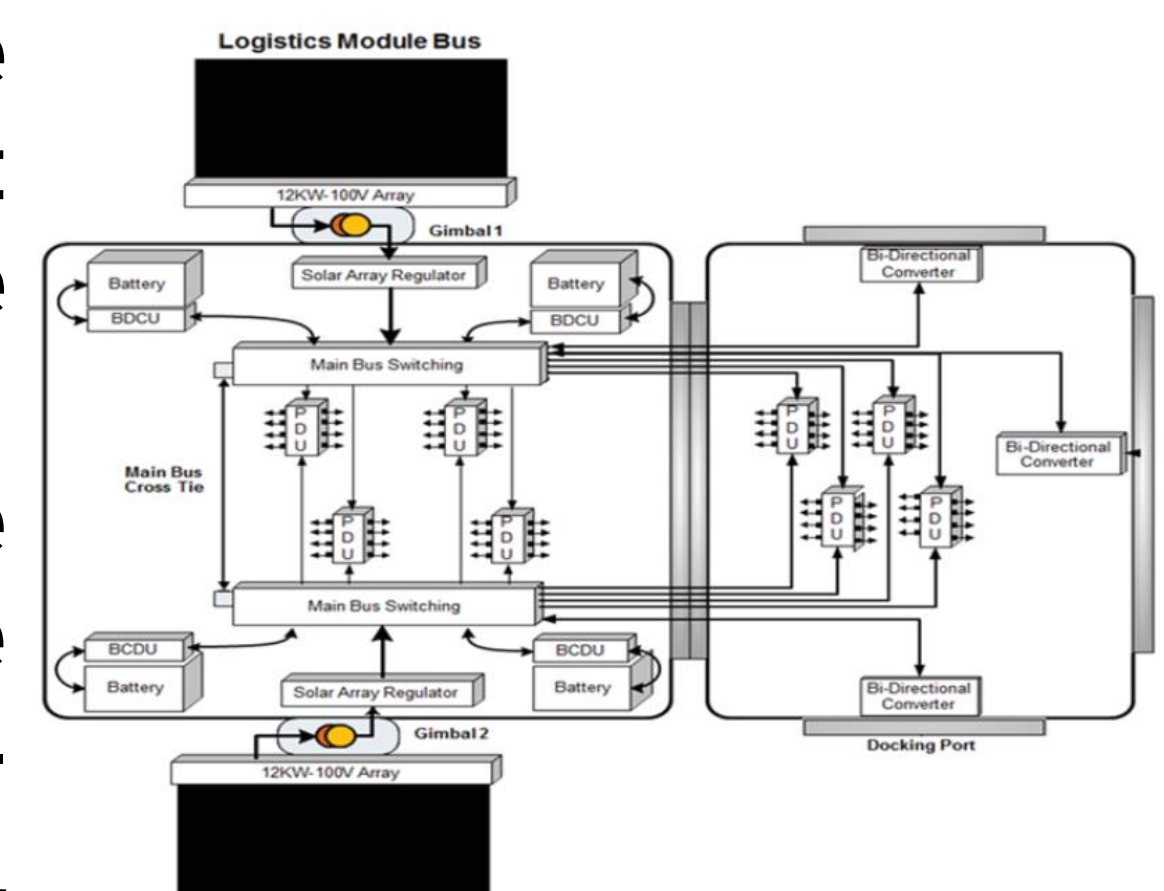 Logistics Module Bus
12KW-100V Array
Gimbal 1
Solar Array Regulator
Battery
BDCU
Battery
BDCU
Bi-Directional
Converter
Main Bus Switching
P
D
U
P
D
U
P
D
U
P
D
U
Bi-Directional
Converter
Main Bus
Cross Tie
P
D
U
P
D
U
P
D
U
P
D
U
Main Bus Switching
BCDU
Battery
BCDU
Battery
Solar Array Regulator
Bi-Directional
Converter
Gimbal 2
Docking Port
12KW-100V Array